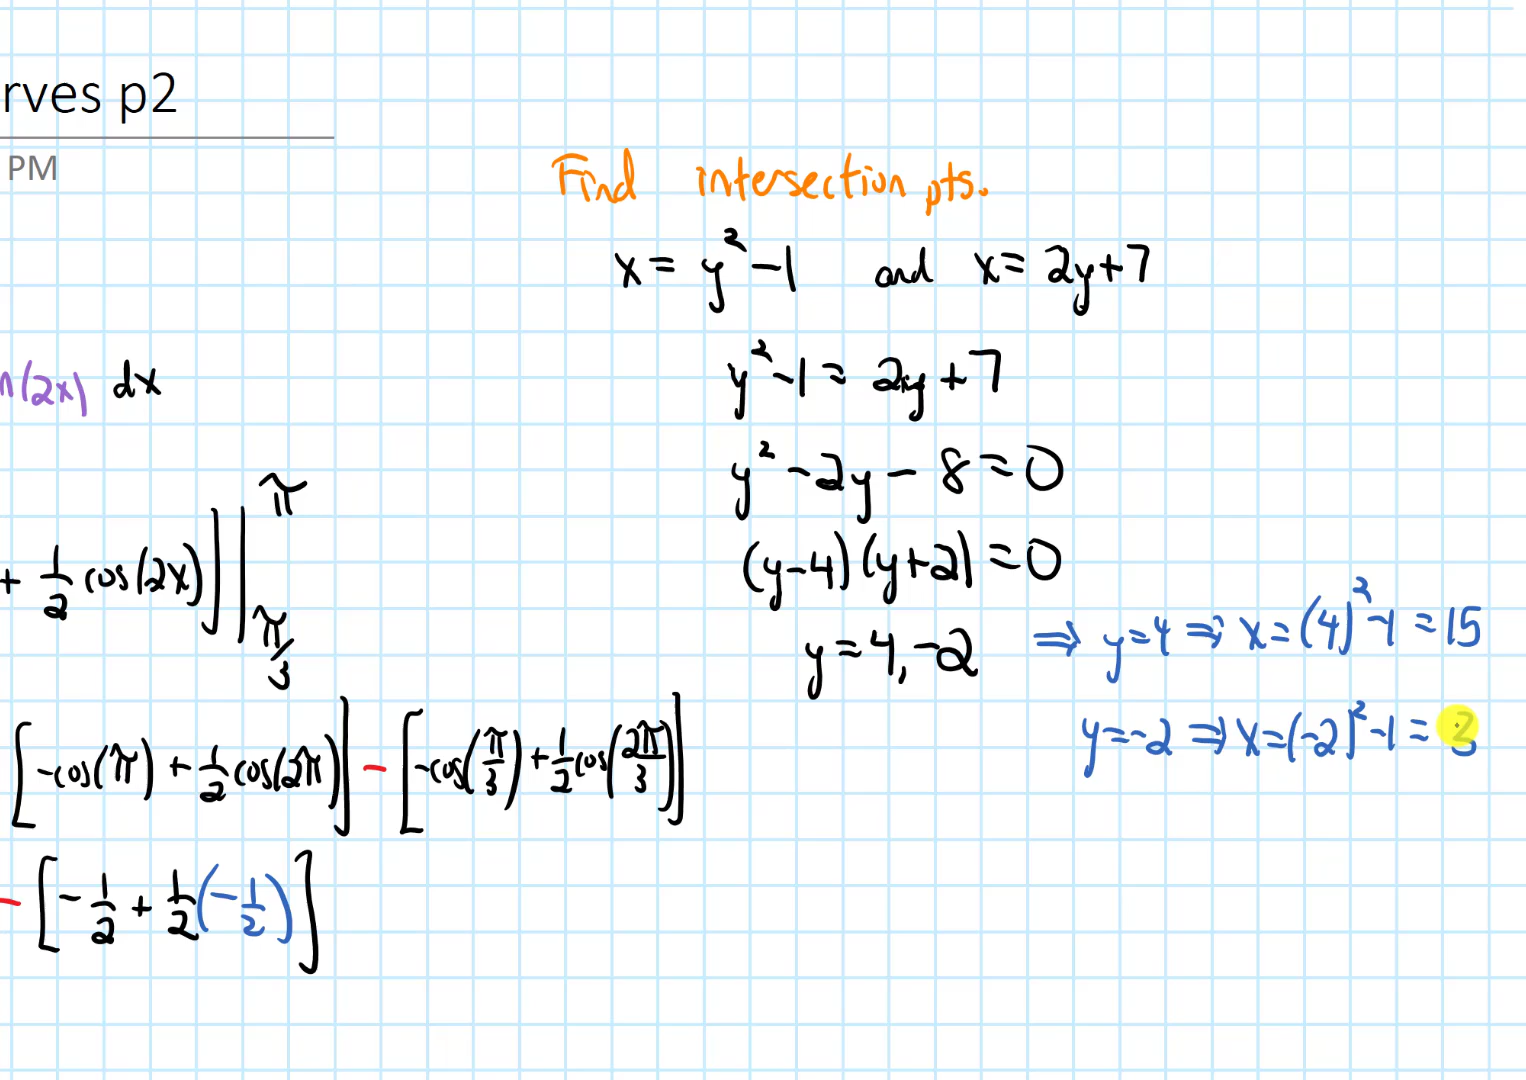 rves p2
PM
n(2x) dx
+ 1/2 cos(2x)]| π π/3
[-cos(π) + 1/2 cos(2π)] - [-cos(π/3) + 1/2 cos(2π/3)]
- [-1/2 + 1/2(-1/2)]
Find intersection pts.
x = y² - 1 and x = 2y + 7
y² - 1 = 2y + 7
y² - 2y - 8 = 0
(y - 4)(y + 2) = 0
y = 4, -2 ⇒ y = 4 ⇒ x = (4)² - 1 = 15
y = -2 ⇒ x = (-2)² - 1 = 3